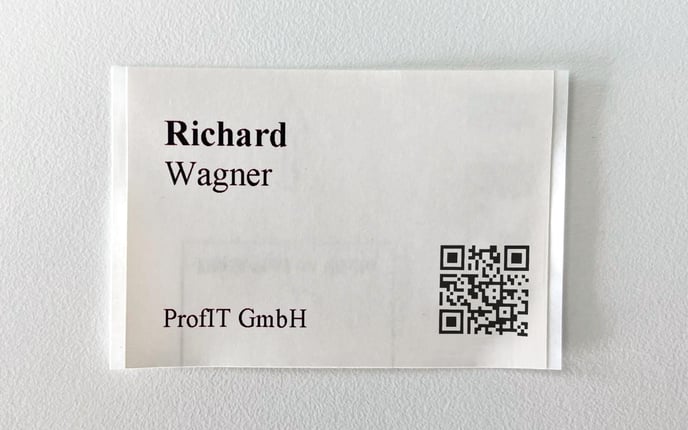 Richard
Wagner
ProfIT GmbH